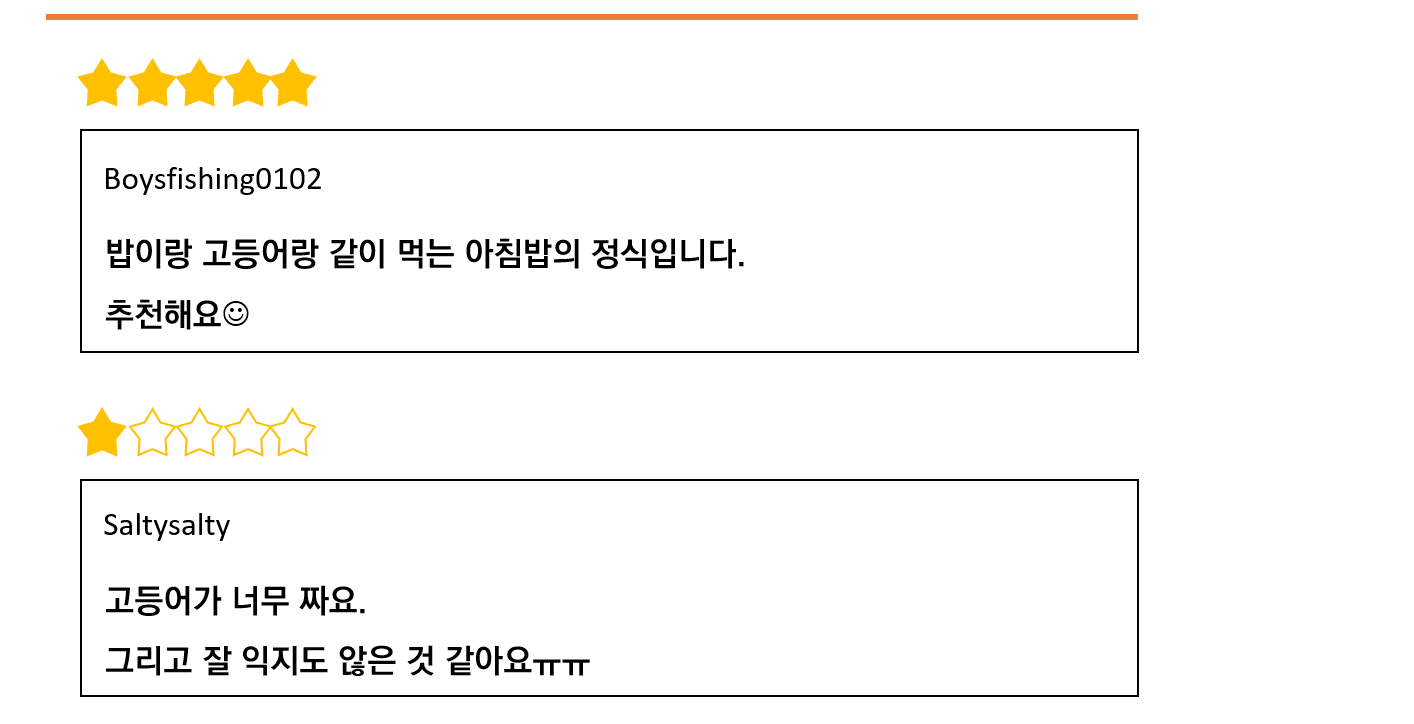 Boysfishing0102
밥이랑 고등어랑 같이 먹는 아침밥의 정식입니다.
추천해요☺
Saltysalty
고등어가 너무 짜요.
그리고 잘 익지도 않은 것 같아요ㅠㅠ